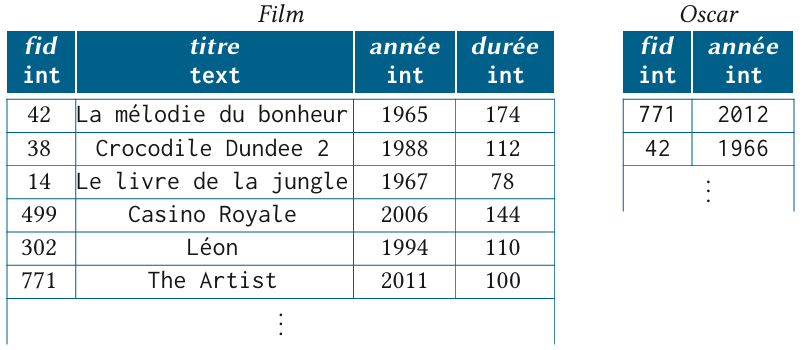 Film
fid titre année durée
int text int int
42 La mélodie du bonheur 1965 174
38 Crocodile Dundee 2 1988 112
14 Le livre de la jungle 1967 78
499 Casino Royale 2006 144
302 Léon 1994 110
771 The Artist 2011 100
⋮
Oscar
fid année
int int
771 2012
42 1966
⋮